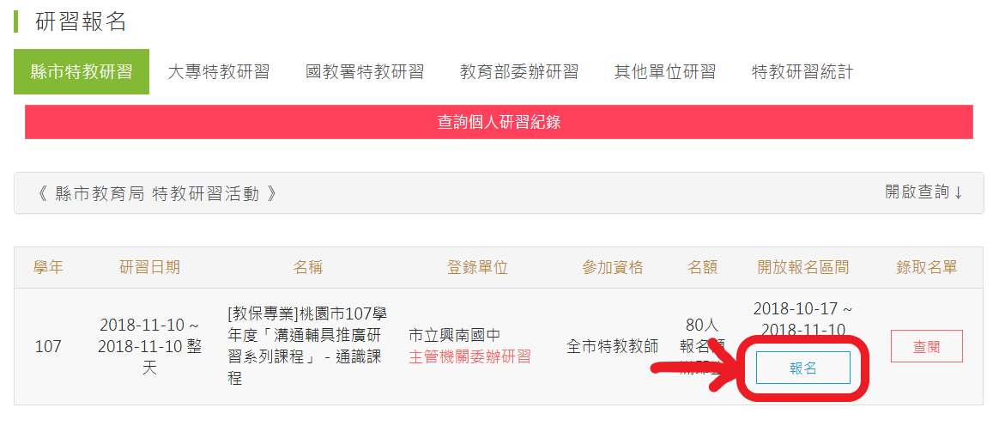 研習報名
縣市特教研習 大專特教研習 國教署特教研習 教育部委辦研習 其他單位研習 特教研習統計
查詢個人研習紀錄
《 縣市教育局 特教研習活動 》 開啟查詢↓
學年 研習日期 名稱 登錄單位 參加資格 名額 開放報名區間 錄取名單
107
2018-11-10 ~
2018-11-10 整
天
[教保專業]桃園市107學
年度「溝通輔具推廣研
習系列課程」 - 通識課
程
市立興南國中
主管機關委辦研習
全市特教教師
80人
報名
2018-10-17 ~
2018-11-10
報名
查閱